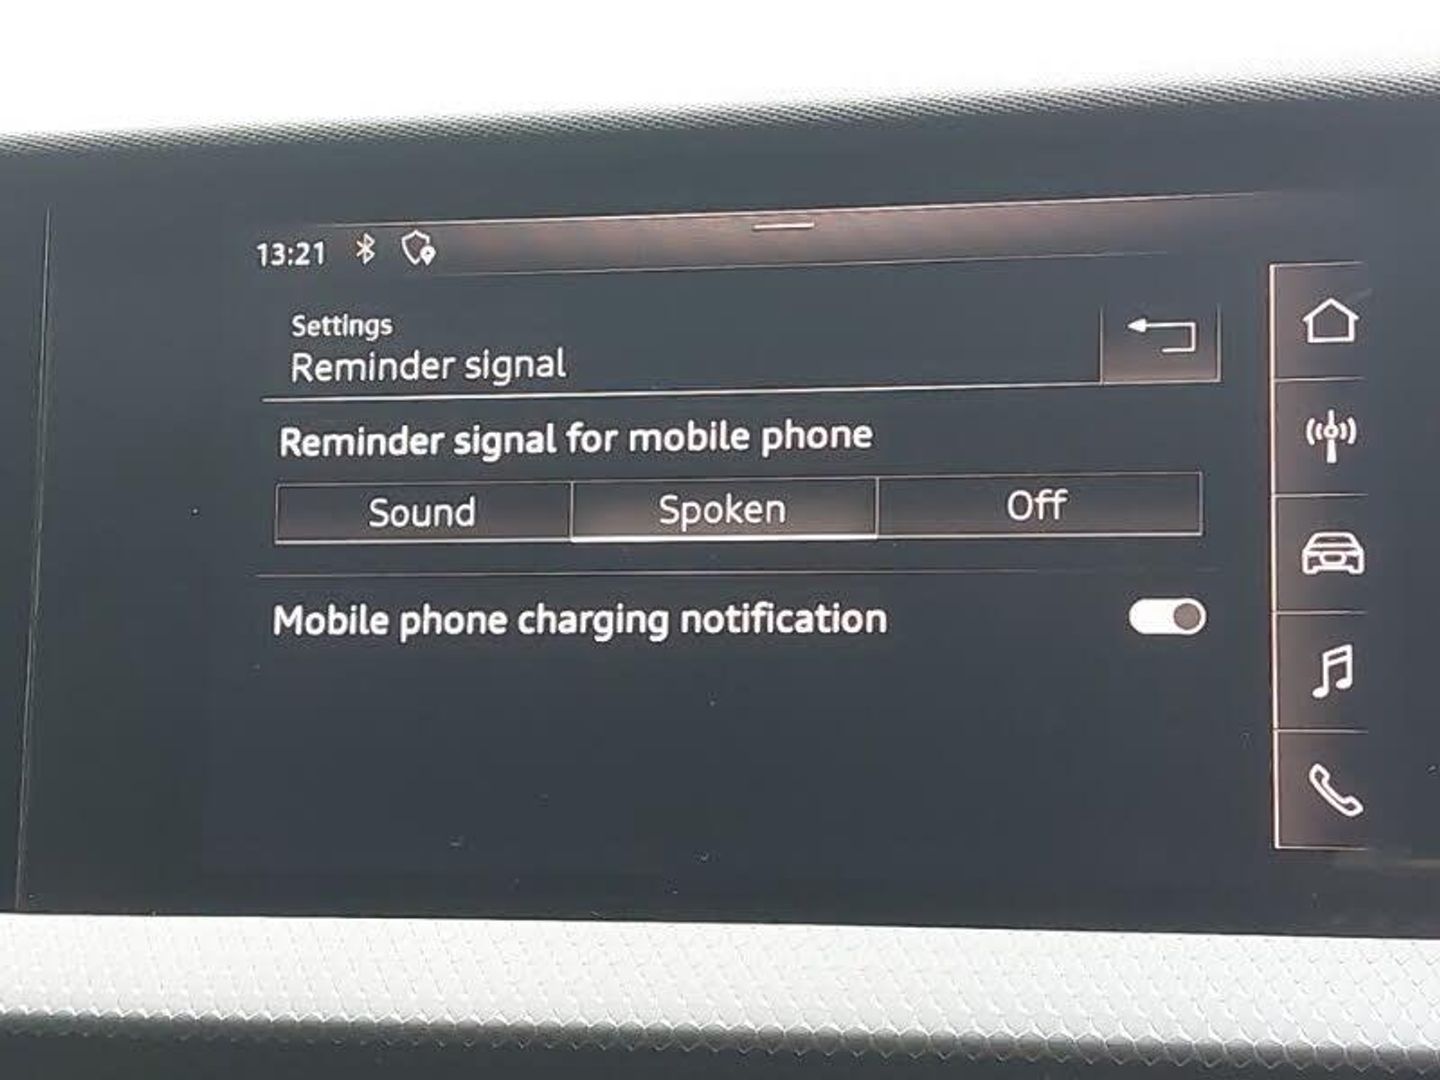 13:21
Settings
Reminder signal
Reminder signal for mobile phone
Sound Spoken Off
Mobile phone charging notification